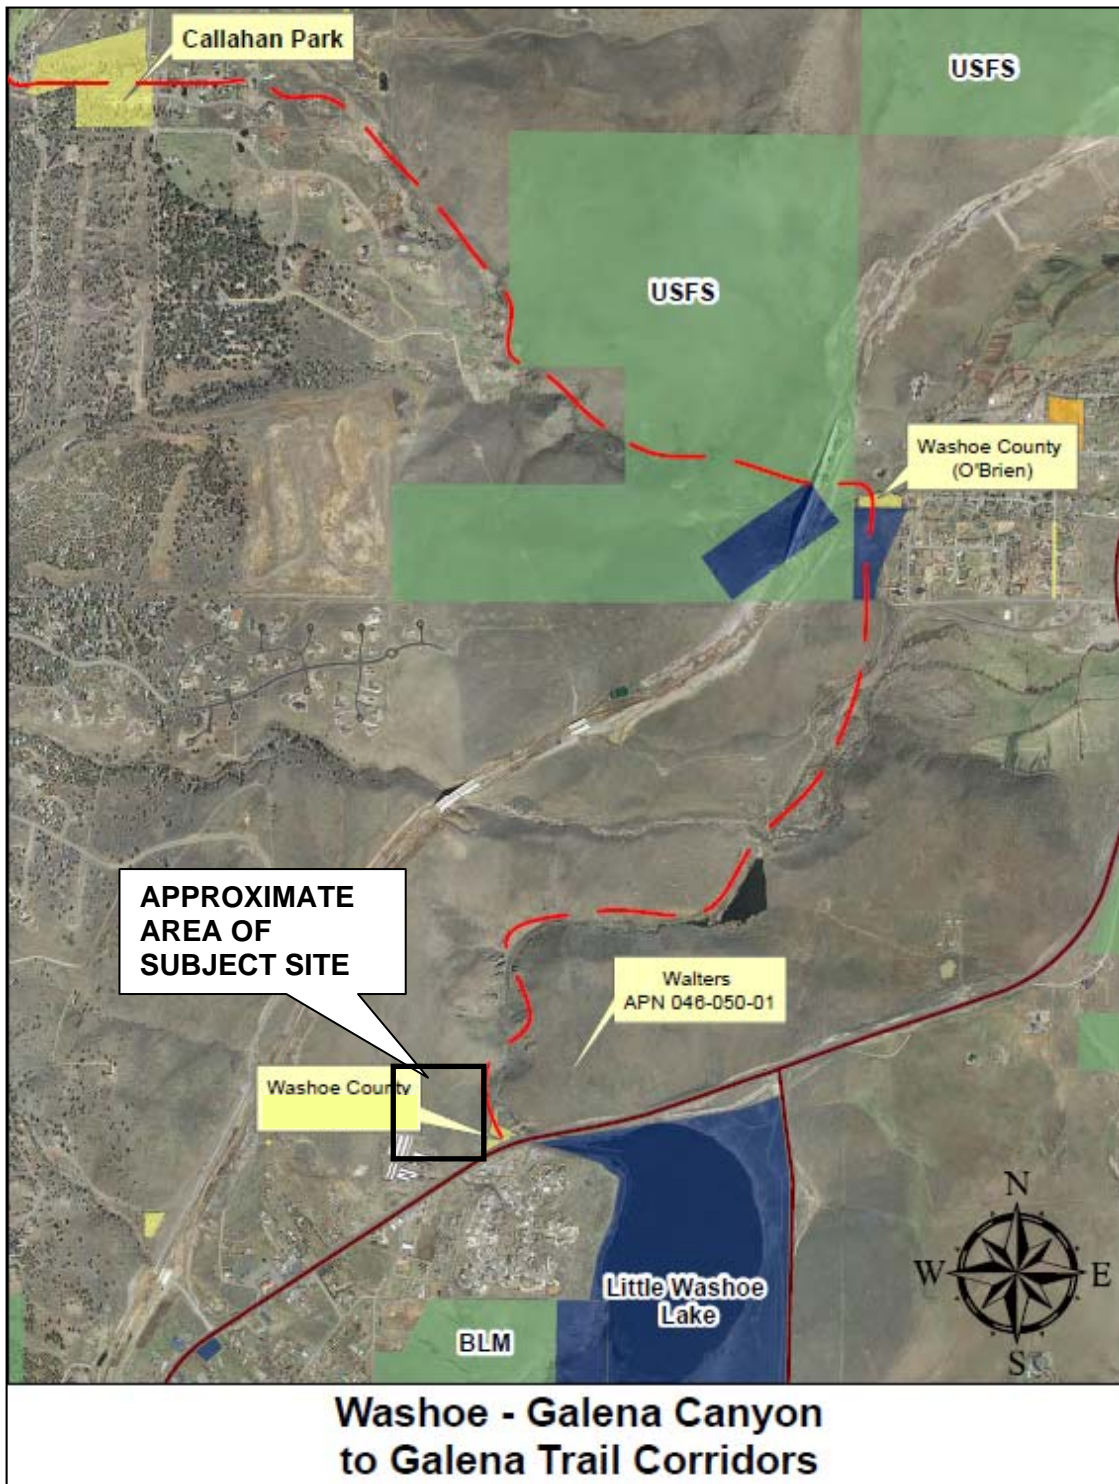 Callahan Park
USFS
USFS
Washoe County
(O'Brien)
APPROXIMATE
AREA OF
SUBJECT SITE
Walters
APN 046-050-01
Washoe County
N
W
E
S
Little Washoe
Lake
BLM
Washoe - Galena Canyon
to Galena Trail Corridors